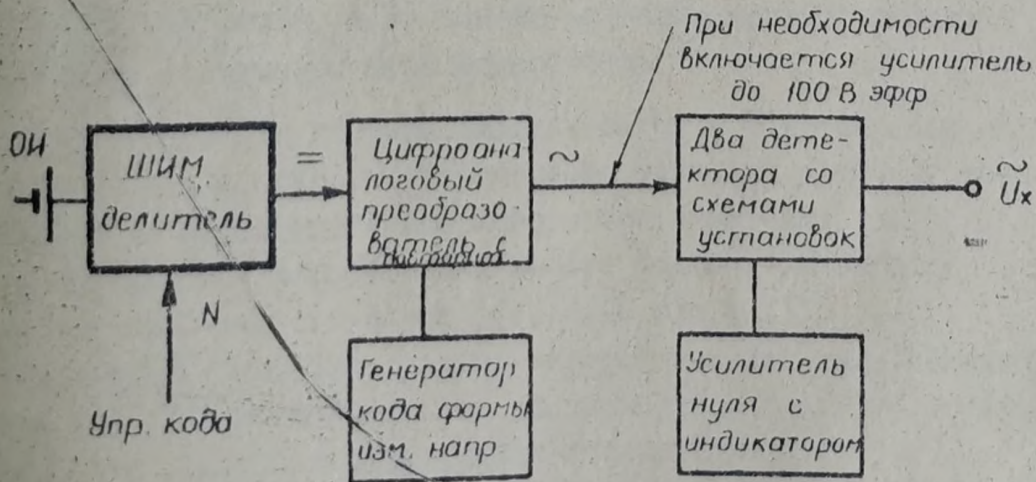 При необходимости
включается усилитель
до 100 В эфф
ОИ
ШИМ
делитель
=
Цифроана
логовый
преобразо
ватель с
~
Два дете-
ктора со
схемами
установок
~
Uх
N
Упр. кода
Генератор
кода формы
изм. напр
Усилитель
нуля с
индикатором